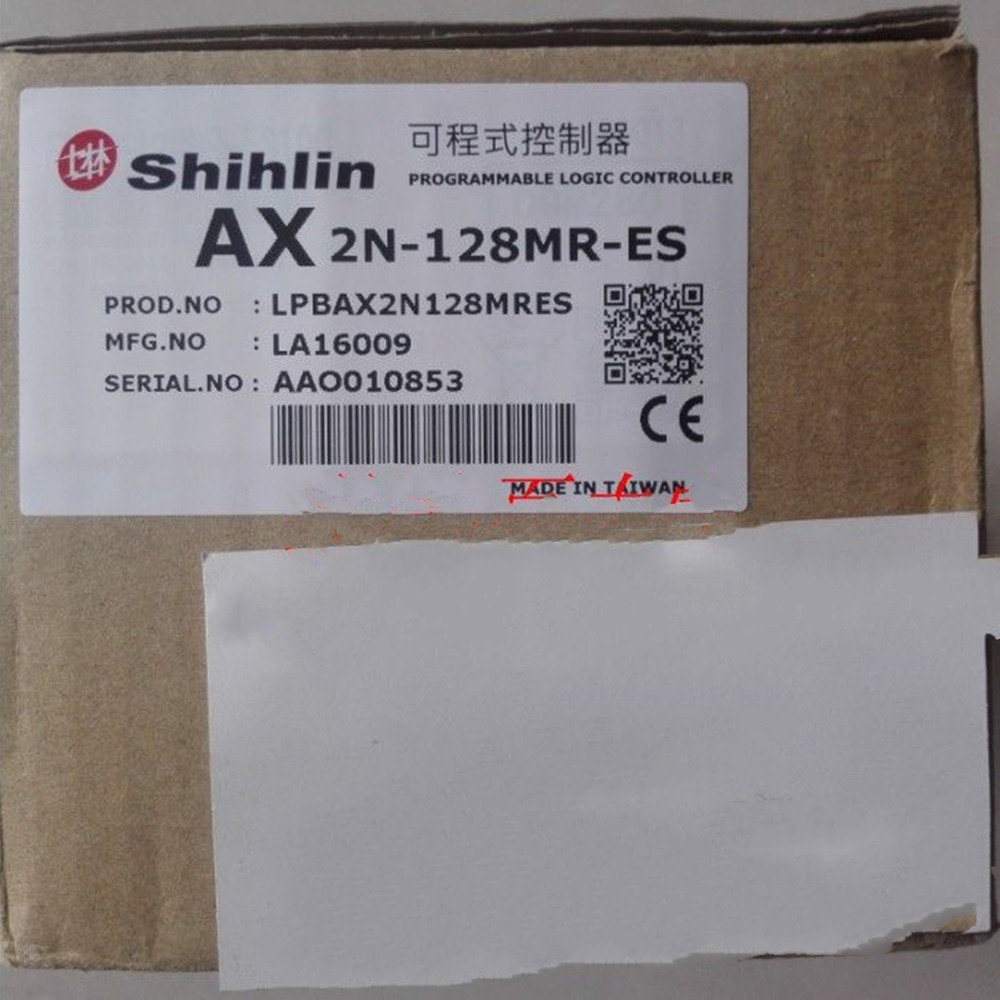 士林 Shihlin
可程式控制器
PROGRAMMABLE LOGIC CONTROLLER
AX 2N-128MR-ES
PROD.NO : LPBAX2N128MRES
MFG.NO : LA16009
SERIAL.NO : AAO010853
CE
MADE IN TAIWAN